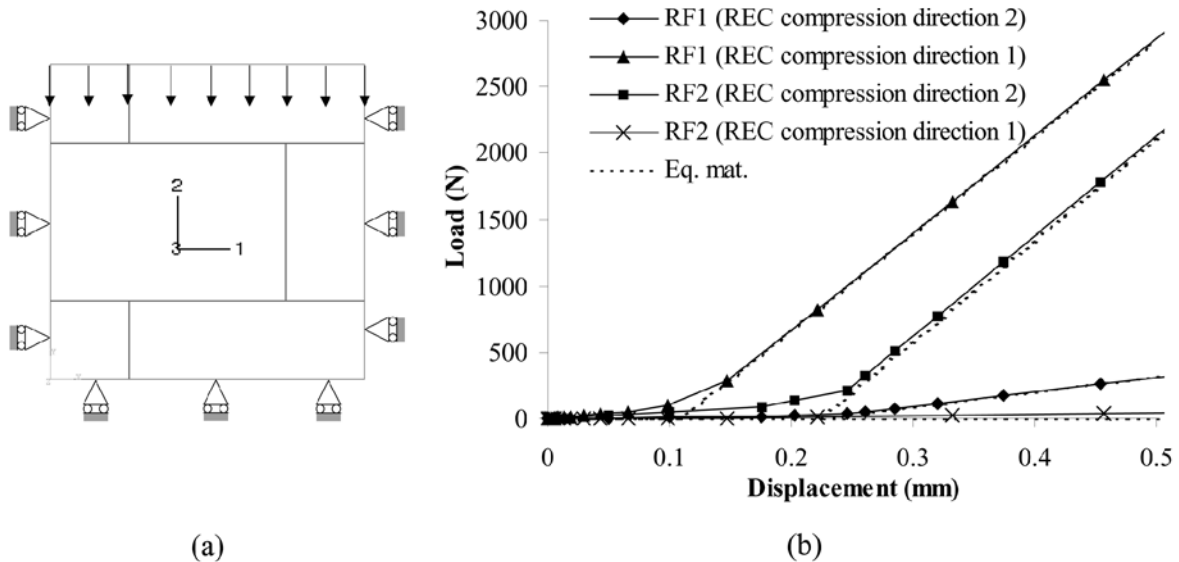 2
3
1
3000
2500
2000
1500
1000
500
0
Load (N)
RF1 (REC compression direction 2)
RF1 (REC compression direction 1)
RF2 (REC compression direction 2)
RF2 (REC compression direction 1)
Eq. mat.
0 0.1 0.2 0.3 0.4 0.5
Displacement (mm)
(a)
(b)